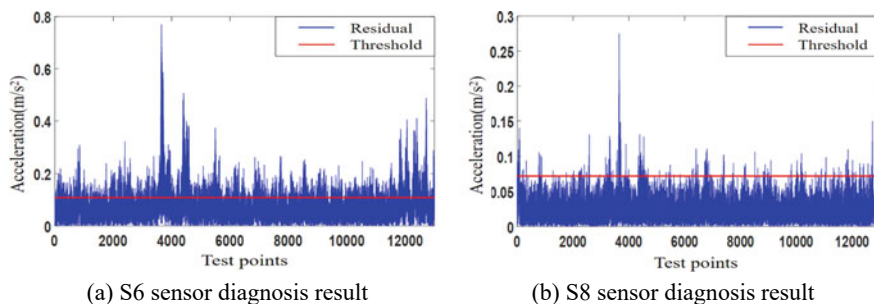 0.8
0.6
0.4
0.2
0
Acceleration(m/s²)
Residual
Threshold
0 2000 4000 6000 8000 10000 12000
Test points
(a) S6 sensor diagnosis result
0.3
0.25
0.2
0.15
0.1
0.05
0
Acceleration(m/s²)
Residual
Threshold
0 2000 4000 6000 8000 10000 12000
Test points
(b) S8 sensor diagnosis result